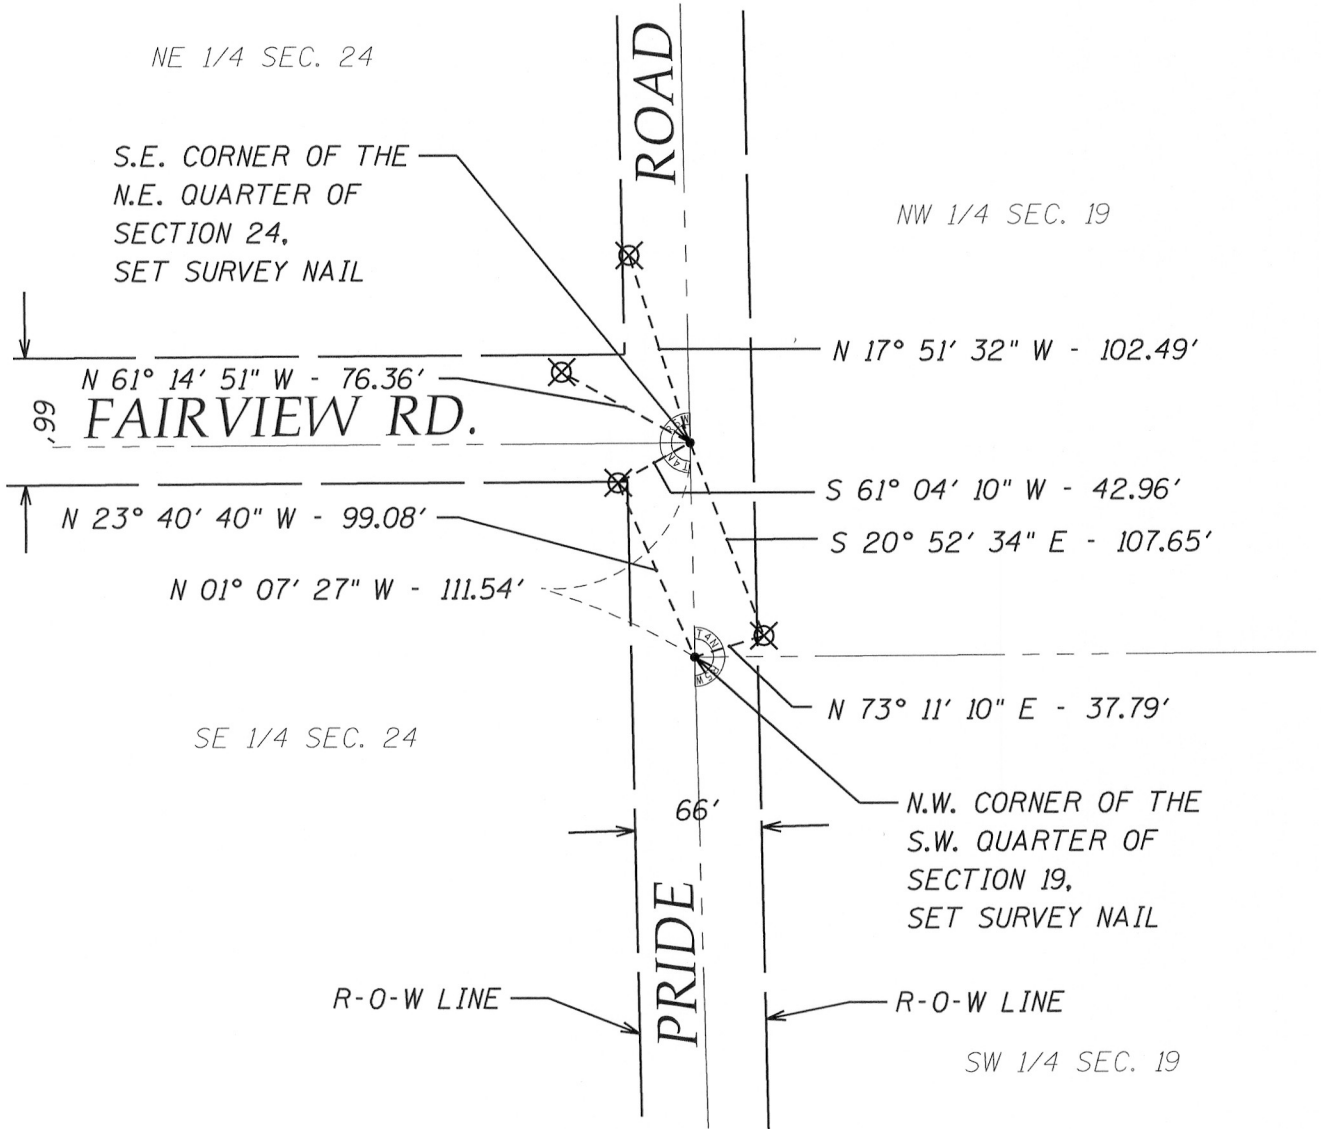 NE 1/4 SEC. 24
ROAD
S.E. CORNER OF THE
N.E. QUARTER OF
SECTION 24,
SET SURVEY NAIL
NW 1/4 SEC. 19
N 17° 51' 32" W - 102.49'
N 61° 14' 51" W - 76.36'
66'
FAIRVIEW RD.
T4N
S 61° 04' 10" W - 42.96'
N 23° 40' 40" W - 99.08'
S 20° 52' 34" E - 107.65'
N 01° 07' 27" W - 111.54'
T4N
R5W
N 73° 11' 10" E - 37.79'
SE 1/4 SEC. 24
66'
N.W. CORNER OF THE
S.W. QUARTER OF
SECTION 19,
SET SURVEY NAIL
PRIDE
R-O-W LINE
R-O-W LINE
SW 1/4 SEC. 19